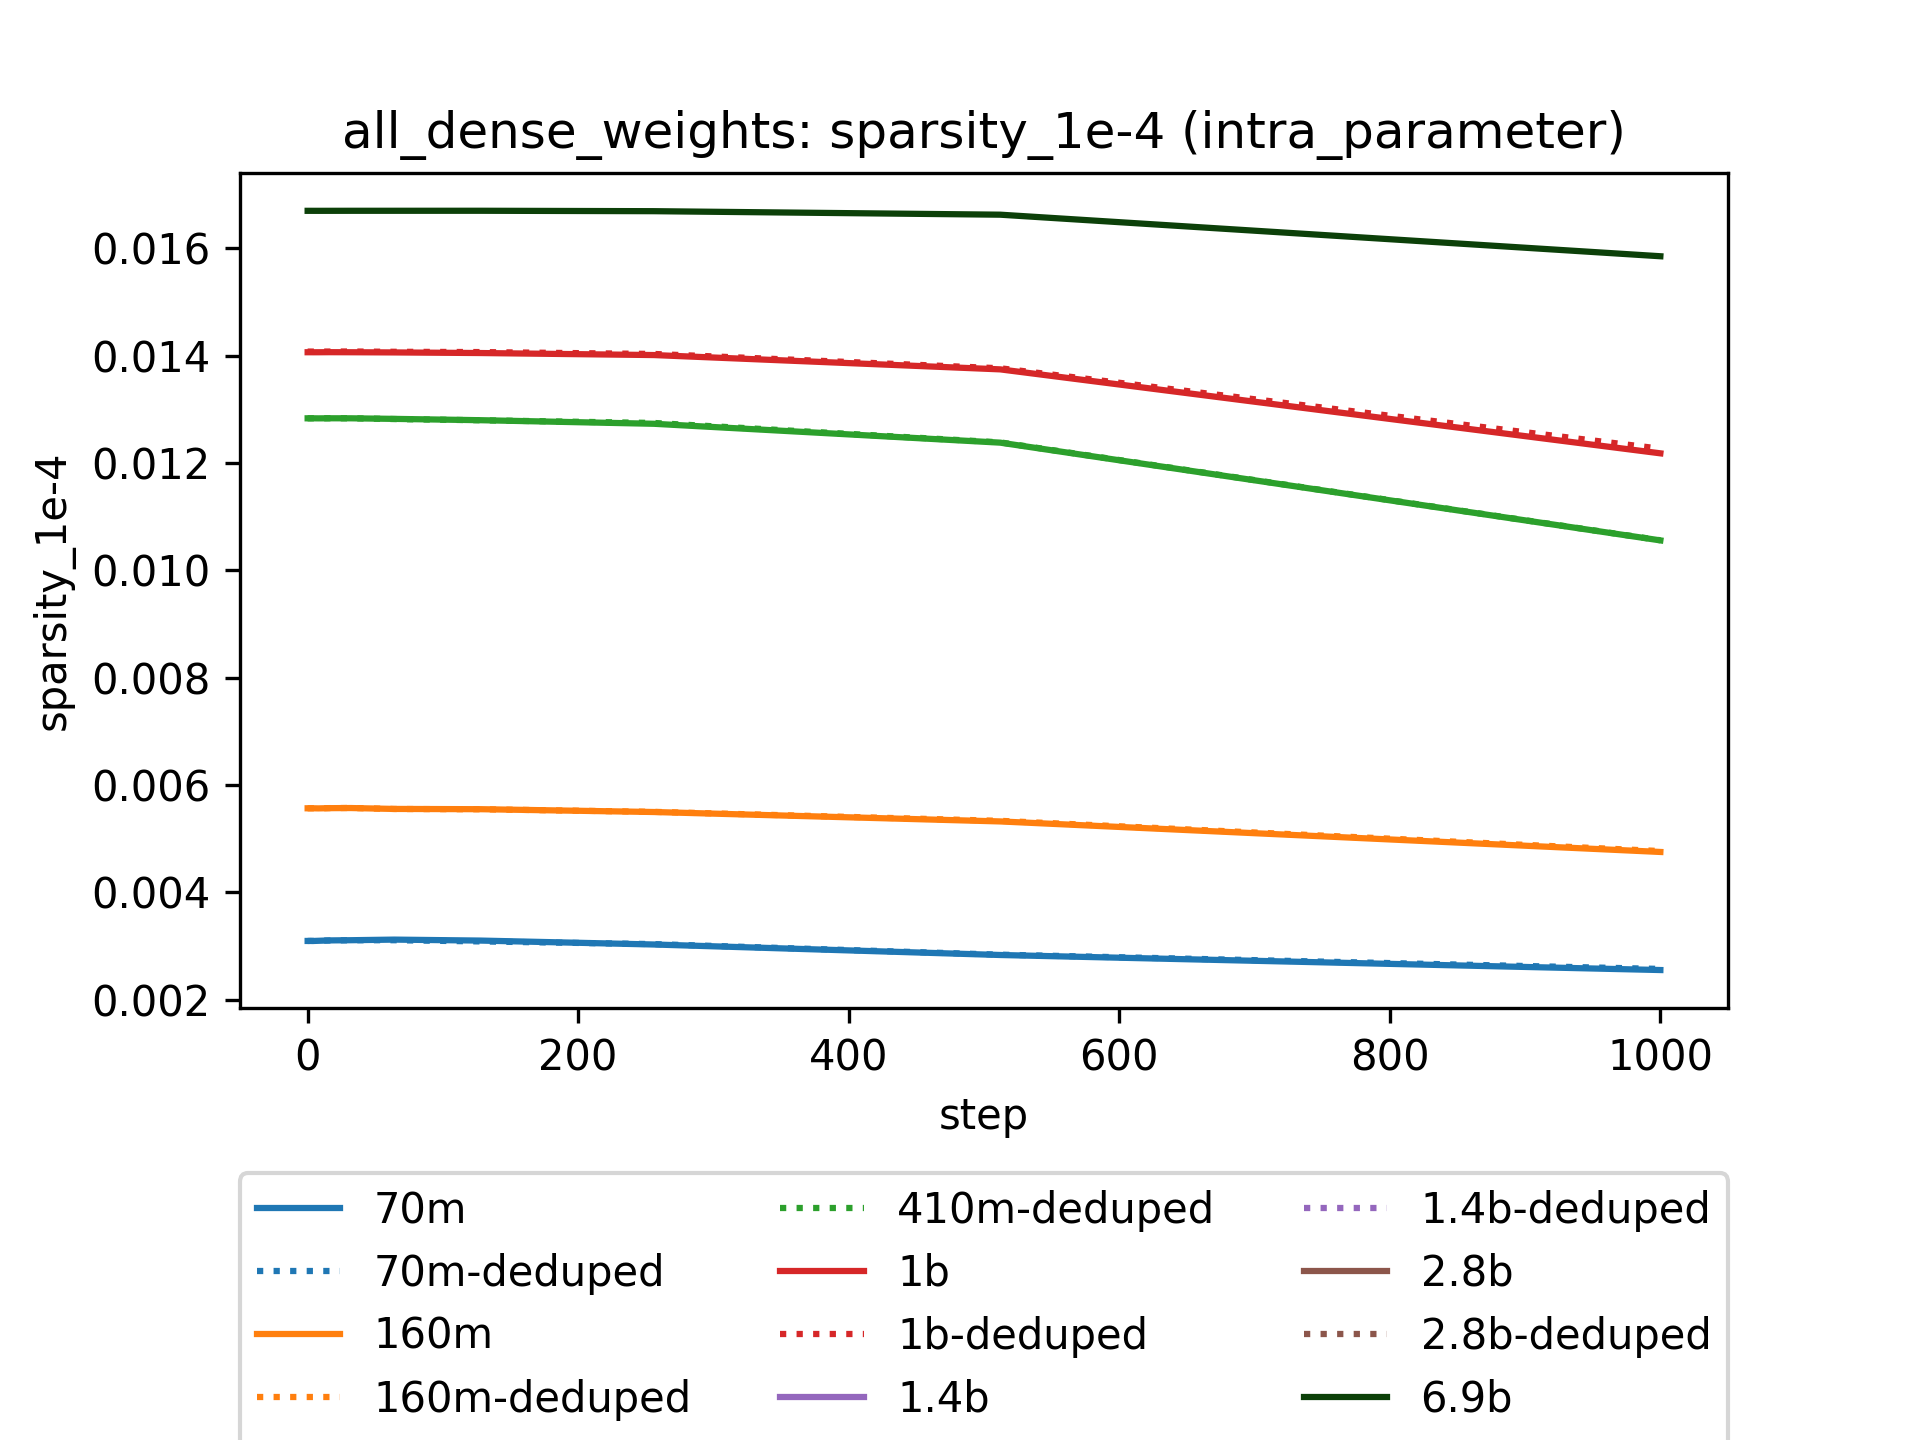 all_dense_weights: sparsity_1e-4 (intra_parameter)
sparsity_1e-4
0.016
0.014
0.012
0.010
0.008
0.006
0.004
0.002
0 200 400 600 800 1000
step
70m
70m-deduped
160m
160m-deduped
410m-deduped
1b
1b-deduped
1.4b
1.4b-deduped
2.8b
2.8b-deduped
6.9b